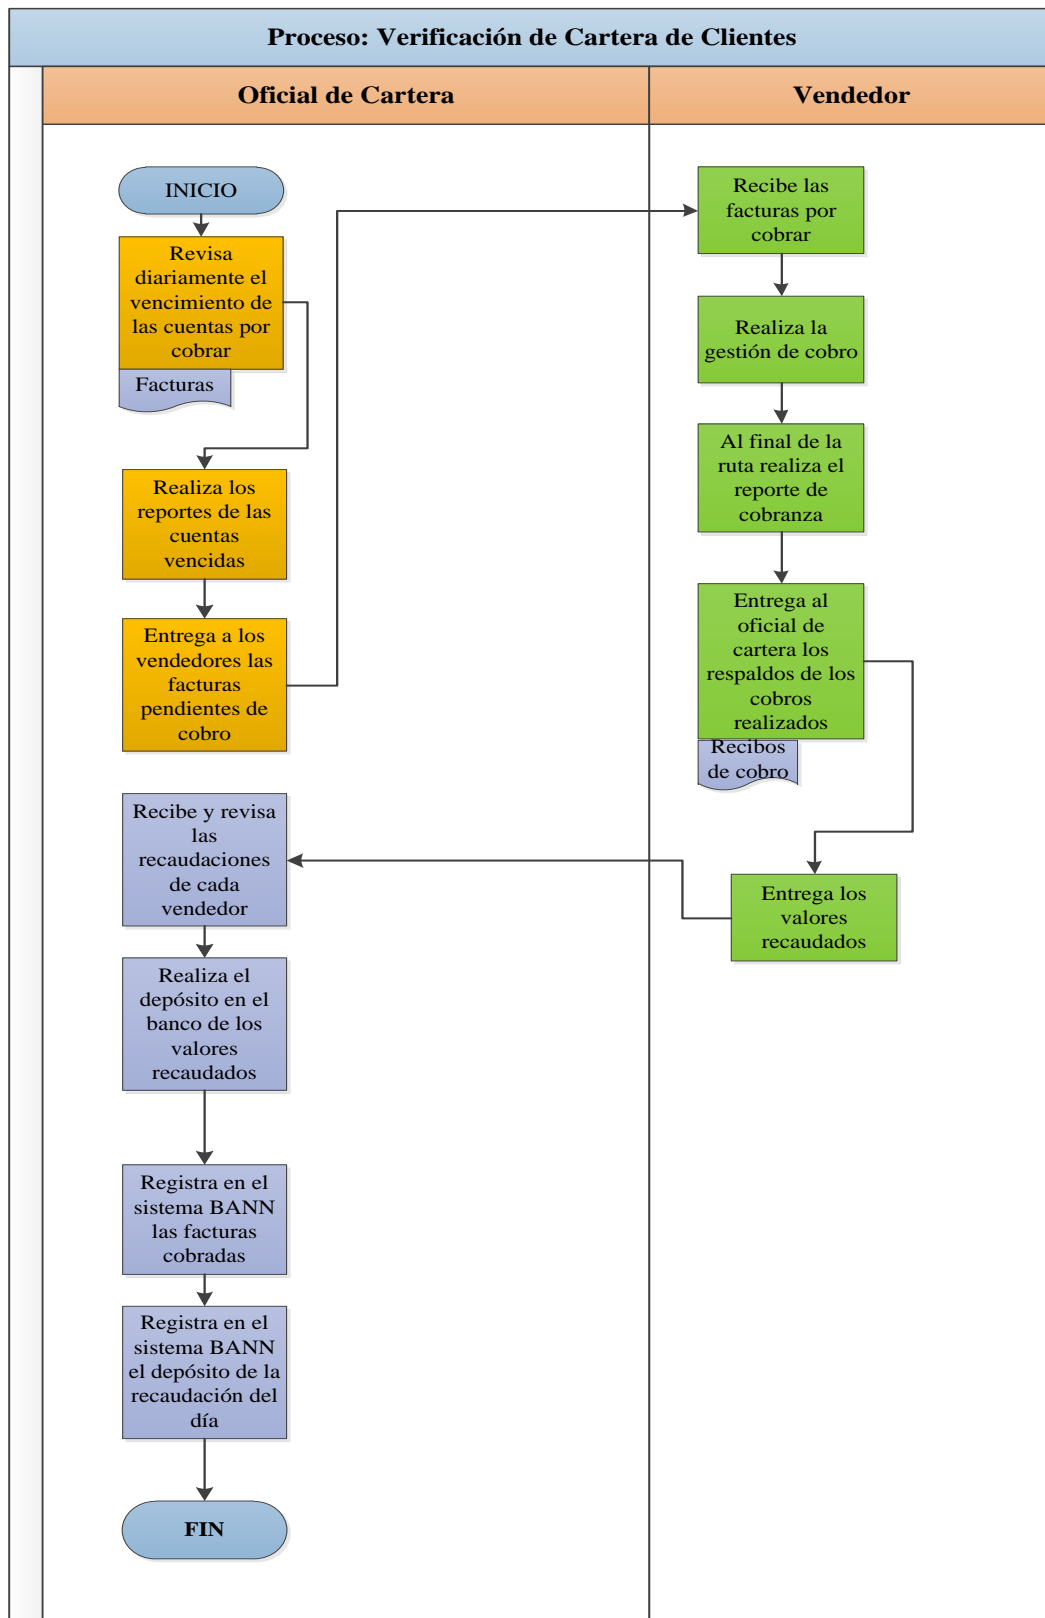 Proceso: Verificación de Cartera de Clientes
Oficial de Cartera
Vendedor
INICIO
Revisa
diariamente el
vencimiento de
las cuentas por
cobrar
Facturas
Realiza los
reportes de las
cuentas
vencidas
Entrega a los
vendedores las
facturas
pendientes de
cobro
Recibe las
facturas por
cobrar
Realiza la
gestión de cobro
Al final de la
ruta realiza el
reporte de
cobranza
Entrega al
oficial de
cartera los
respaldos de los
cobros
realizados
Recibos
de cobro
Entrega los
valores
recaudados
Recibe y revisa
las
recaudaciones
de cada
vendedor
Realiza el
depósito en el
banco de los
valores
recaudados
Registra en el
sistema BANN
las facturas
cobradas
Registra en el
sistema BANN
el depósito de la
recaudación del
día
FIN